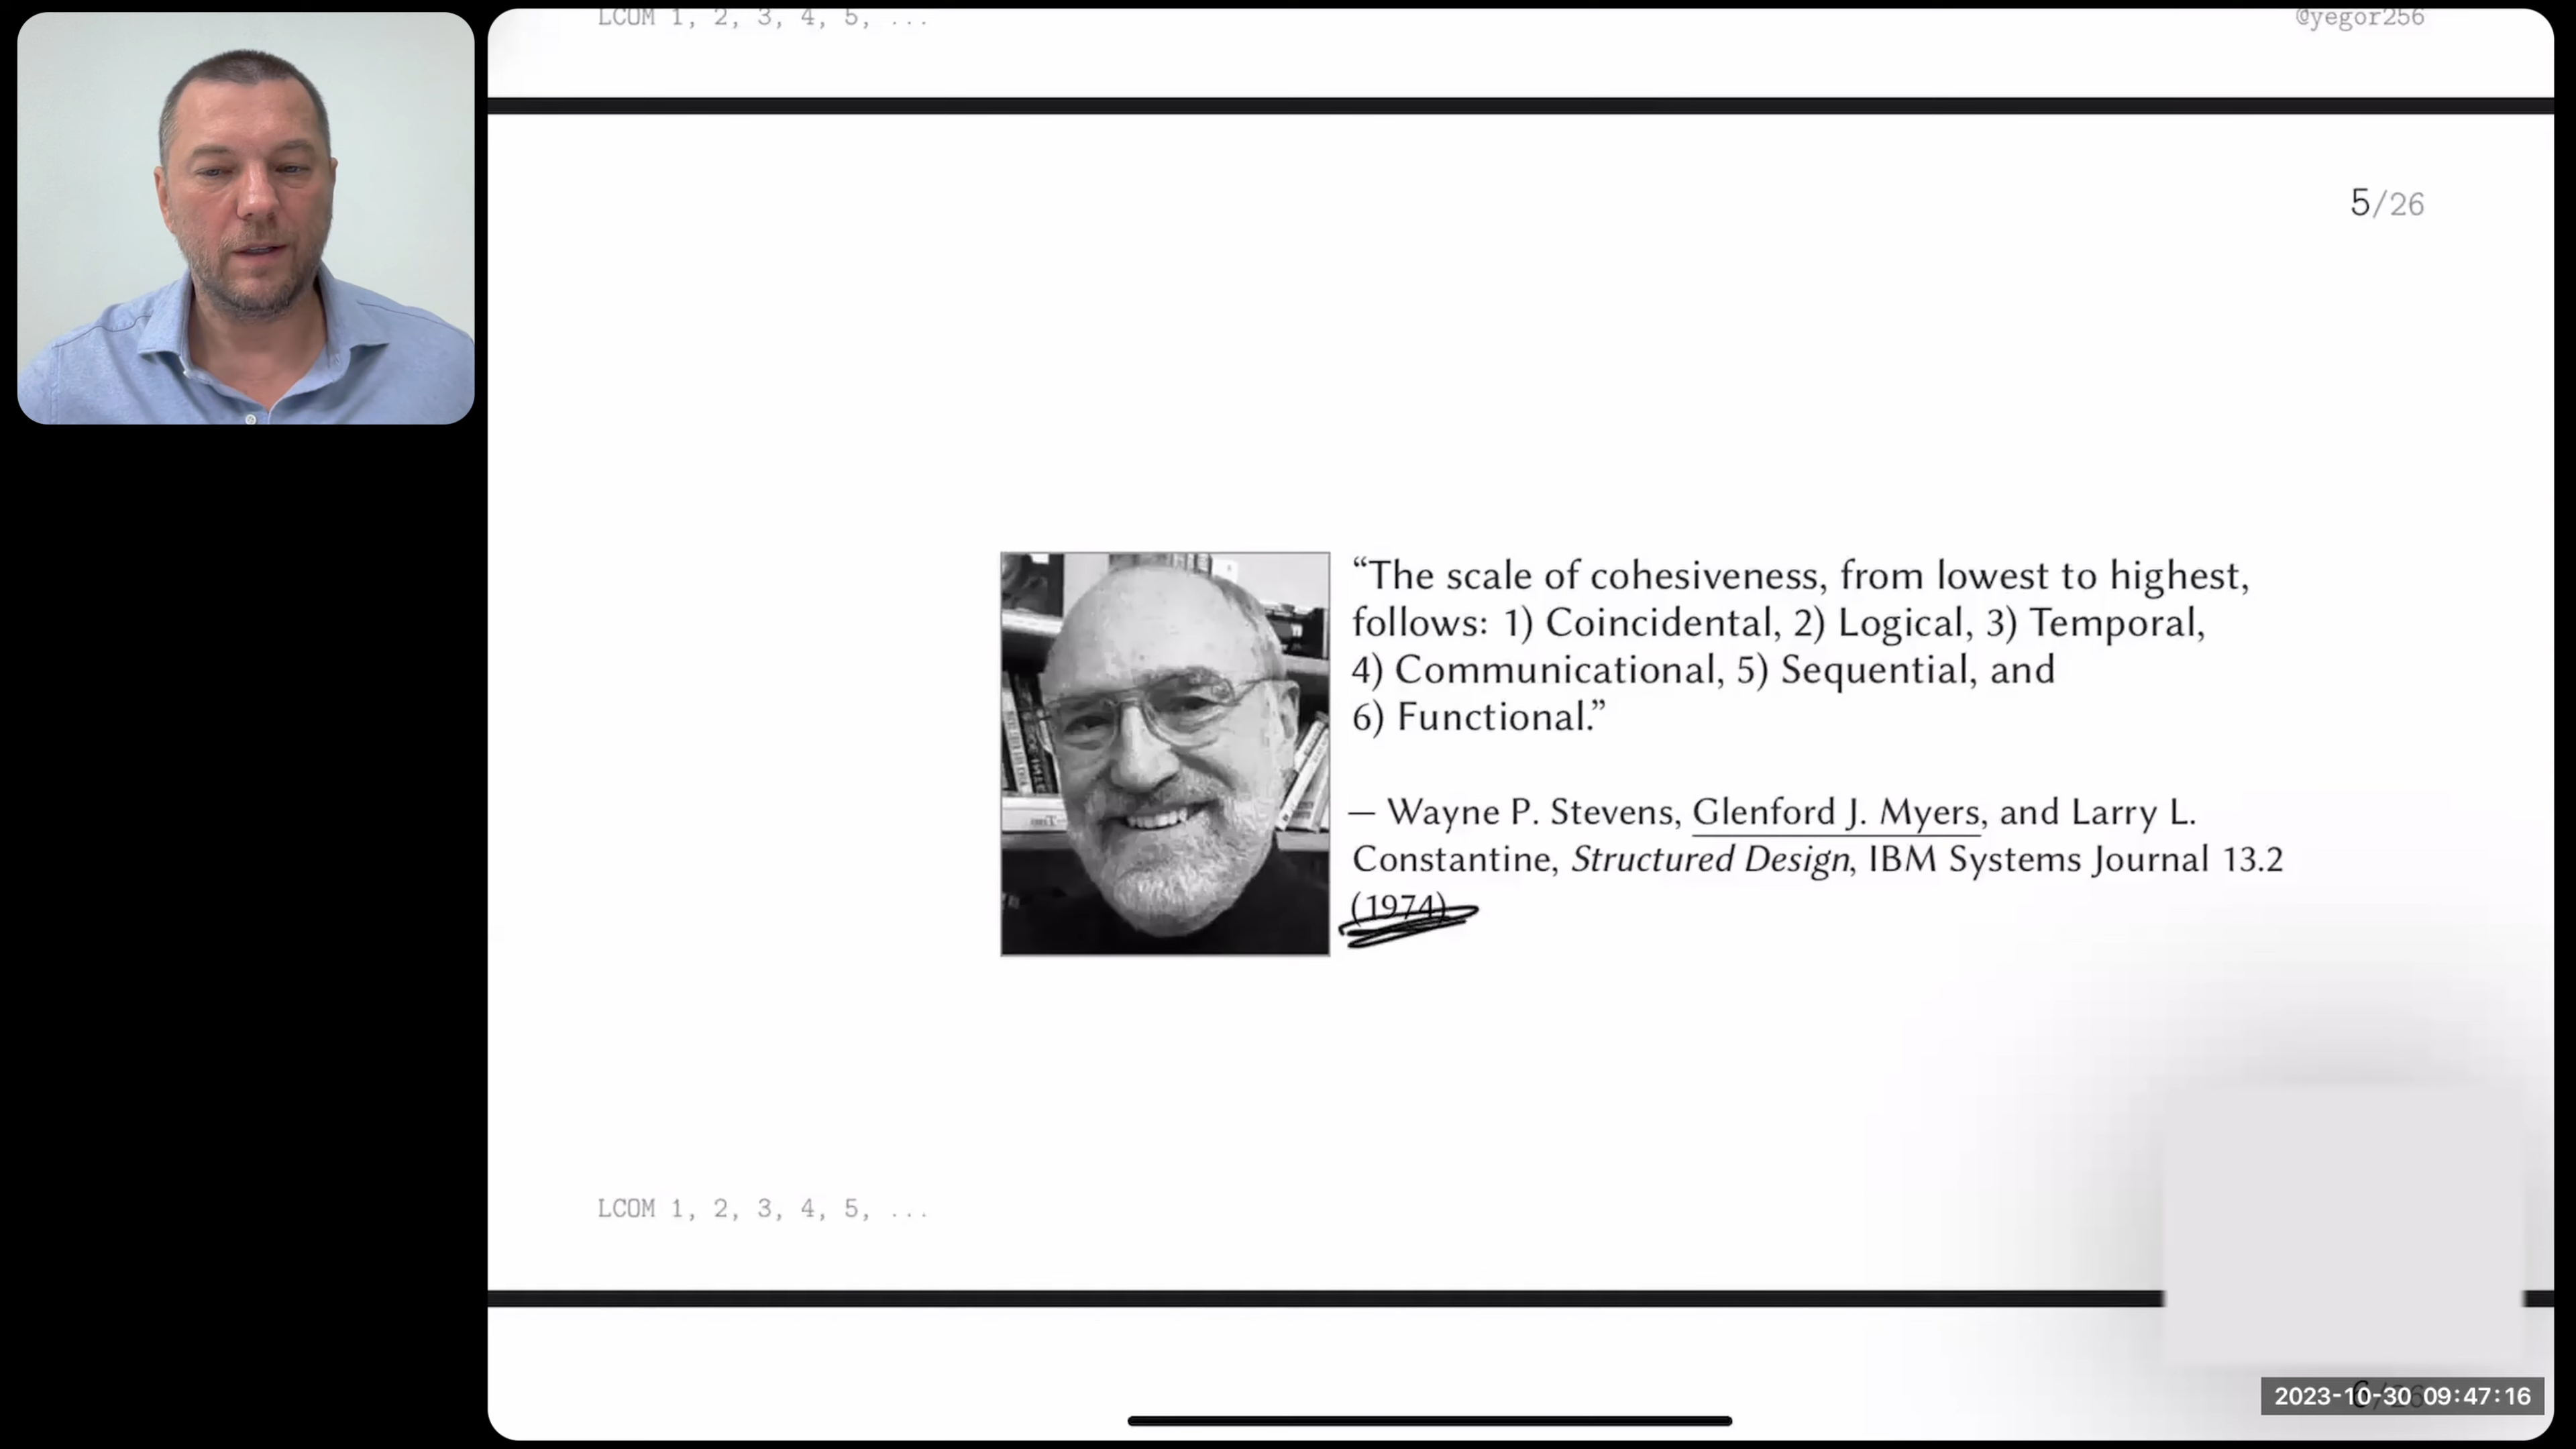 LCOM 1, 2, 3, 4, 5, ...
@yegor256
5/26
“The scale of cohesiveness, from lowest to highest,
follows: 1) Coincidental, 2) Logical, 3) Temporal,
4) Communicational, 5) Sequential, and
6) Functional.”
— Wayne P. Stevens, Glenford J. Myers, and Larry L.
Constantine, Structured Design, IBM Systems Journal 13.2
(1974)
LCOM 1, 2, 3, 4, 5, ...
2023-10-30 09:47:16